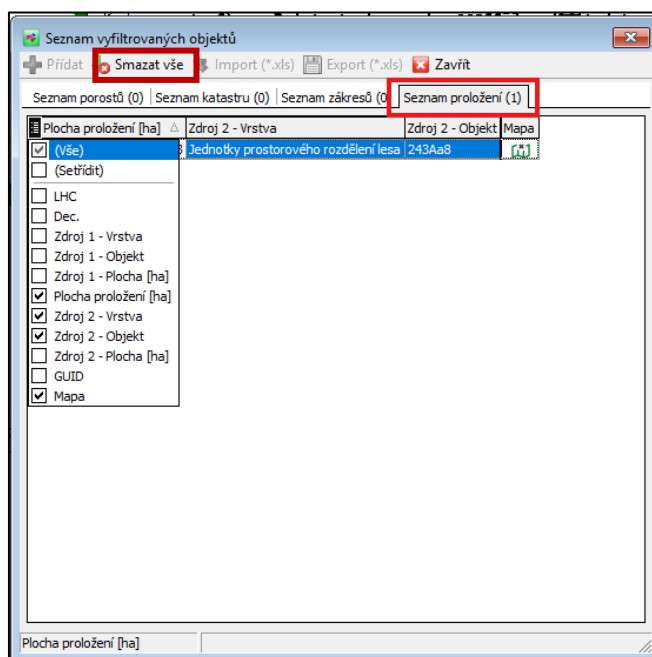 Seznam vyfiltrovaných objektů
Přidat Smazat vše Import (*.xls) Export (*.xls) Zavřít
Seznam porostů (0) Seznam katastru (0) Seznam zákresů (0 Seznam proložení (1)
Plocha proložení [ha] Zdroj 2 - Vrstva Zdroj 2 - Objekt Mapa
(Vše) 3 Jednotky prostorového rozdělení lesa 243Aa8
(Setřídit)
LHC
Dec.
Zdroj 1 - Vrstva
Zdroj 1 - Objekt
Zdroj 1 - Plocha [ha]
Plocha proložení [ha]
Zdroj 2 - Vrstva
Zdroj 2 - Objekt
Zdroj 2 - Plocha [ha]
GUID
Mapa
Plocha proložení [ha]